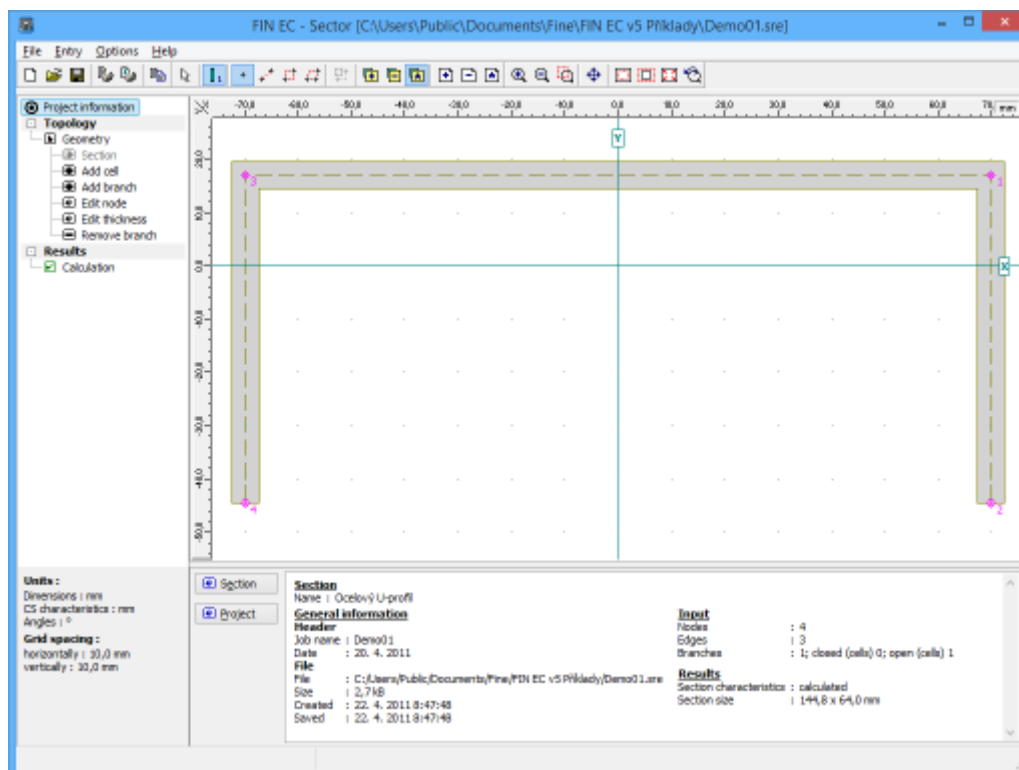 FIN EC - Sector [C:\Users\Public\Documents\Fine\FIN EC v5 Příklady\Demo01.sre]
File Entry Options Help
Project information
Topology
Geometry
Section
Add cell
Add branch
Edit node
Edit thickness
Remove branch
Results
Calculation
mm
Y
X
3
1
4
2
Units :
Dimensions : mm
CS characteristics : mm
Angles : °
Grid spacing :
horizontally : 10,0 mm
vertically : 10,0 mm
Section
Project
Section
Name : Ocelový U-profil
General information
Header
Job name : Demo01
Date : 20. 4. 2011
File
File : C:/Users/Public/Documents/Fine/FIN EC v5 Příklady/Demo01.sre
Size : 2,7 kB
Created : 22. 4. 2011 8:47:48
Saved : 22. 4. 2011 8:47:48
Input
Nodes : 4
Edges : 3
Branches : 1; closed (cells) 0; open (cells) 1
Results
Section characteristics : calculated
Section size : 144,8 x 64,0 mm